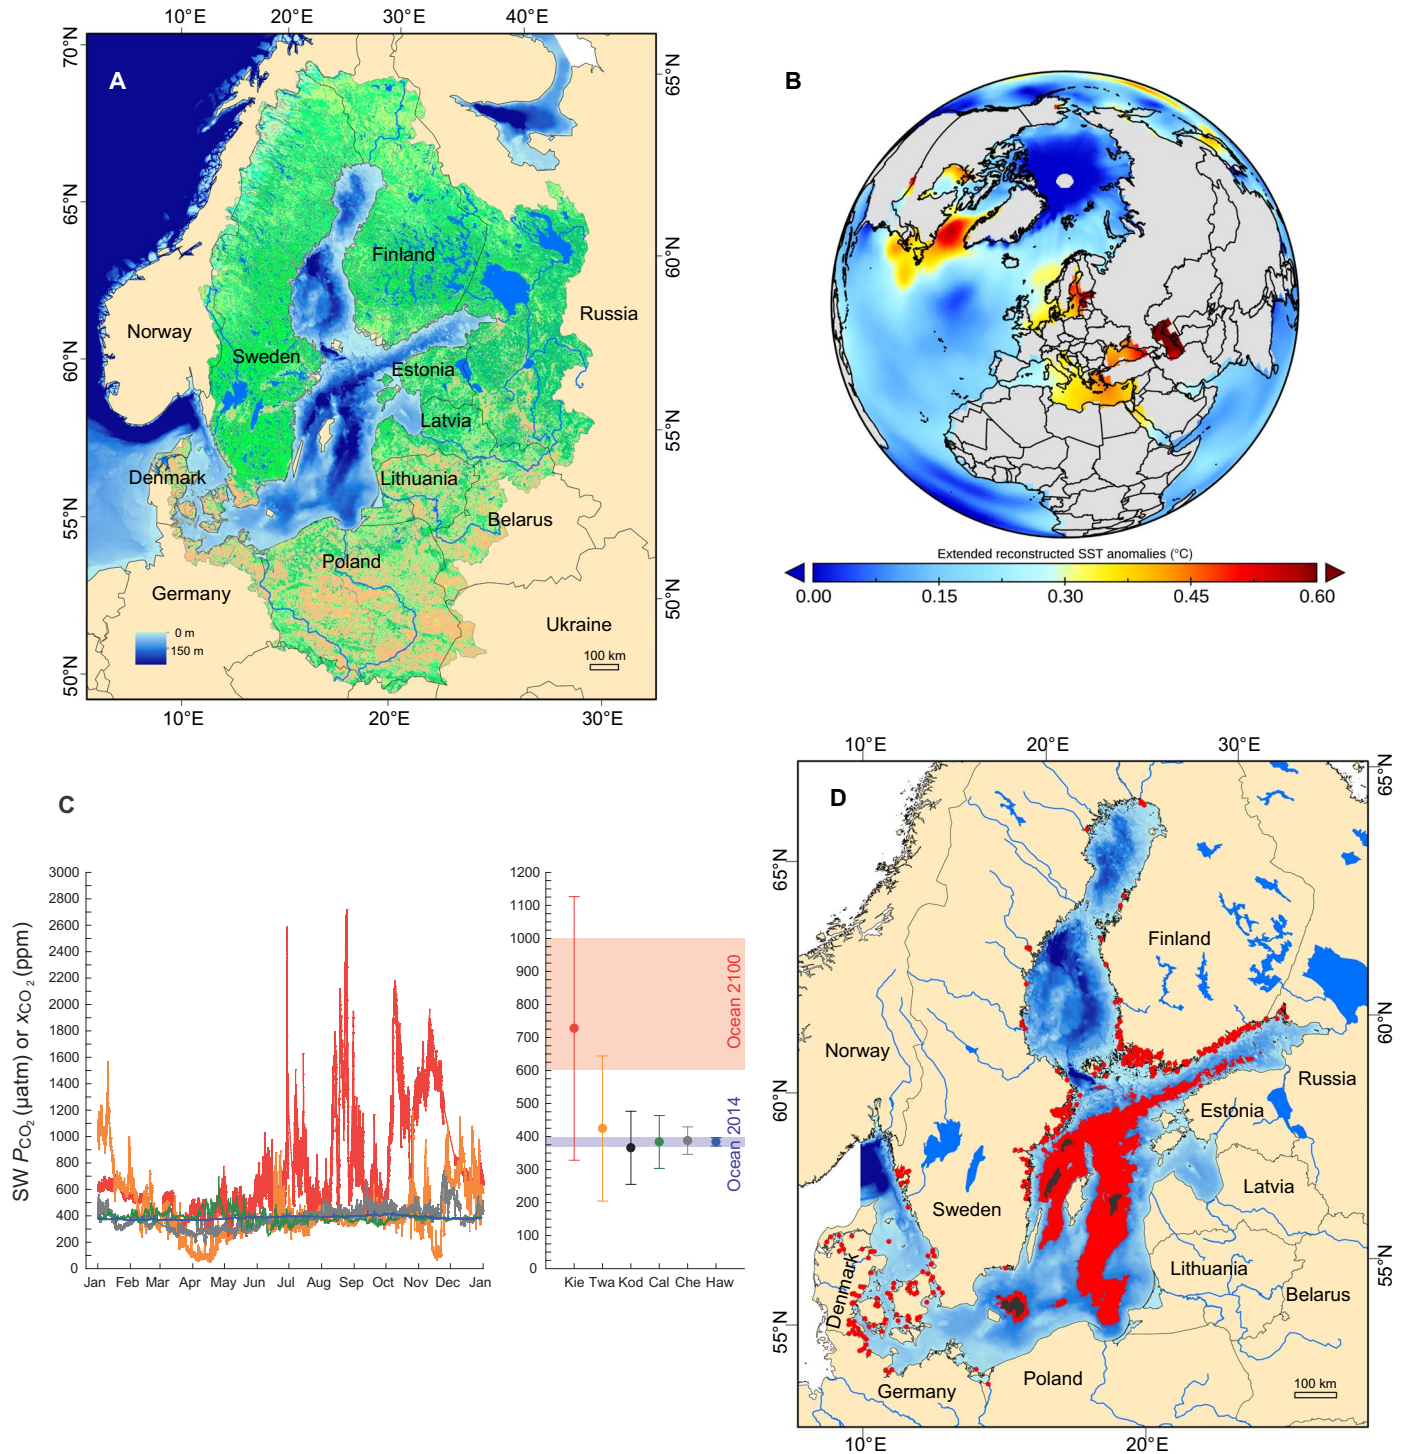 10°E 20°E 30°E 40°E
70°N
65°N
60°N
55°N
50°N
65°N
60°N
55°N
50°N
A
Finland
Norway
Sweden
Russia
Estonia
Latvia
Denmark
Lithuania
Belarus
Poland
Germany
Ukraine
0 m
150 m
100 km
10°E 20°E 30°E
B
Extended reconstructed SST anomalies (°C)
0.00 0.15 0.30 0.45 0.60
C
SW PCO2 (µatm) or xCO2 (ppm)
3000
2800
2600
2400
2200
2000
1800
1600
1400
1200
1000
800
600
400
200
0
Jan Feb Mar Apr May Jun Jul Aug Sep Oct Nov Dec Jan
1200
1100
1000
900
800
700
600
500
400
300
200
100
0
Ocean 2100
Ocean 2014
Kie Twa Kod Cal Che Haw
10°E 20°E 30°E
D
65°N
60°N
55°N
65°N
60°N
55°N
Finland
Norway
Russia
Estonia
Sweden
Latvia
Denmark
Lithuania
Belarus
Poland
Germany
100 km
10°E 20°E